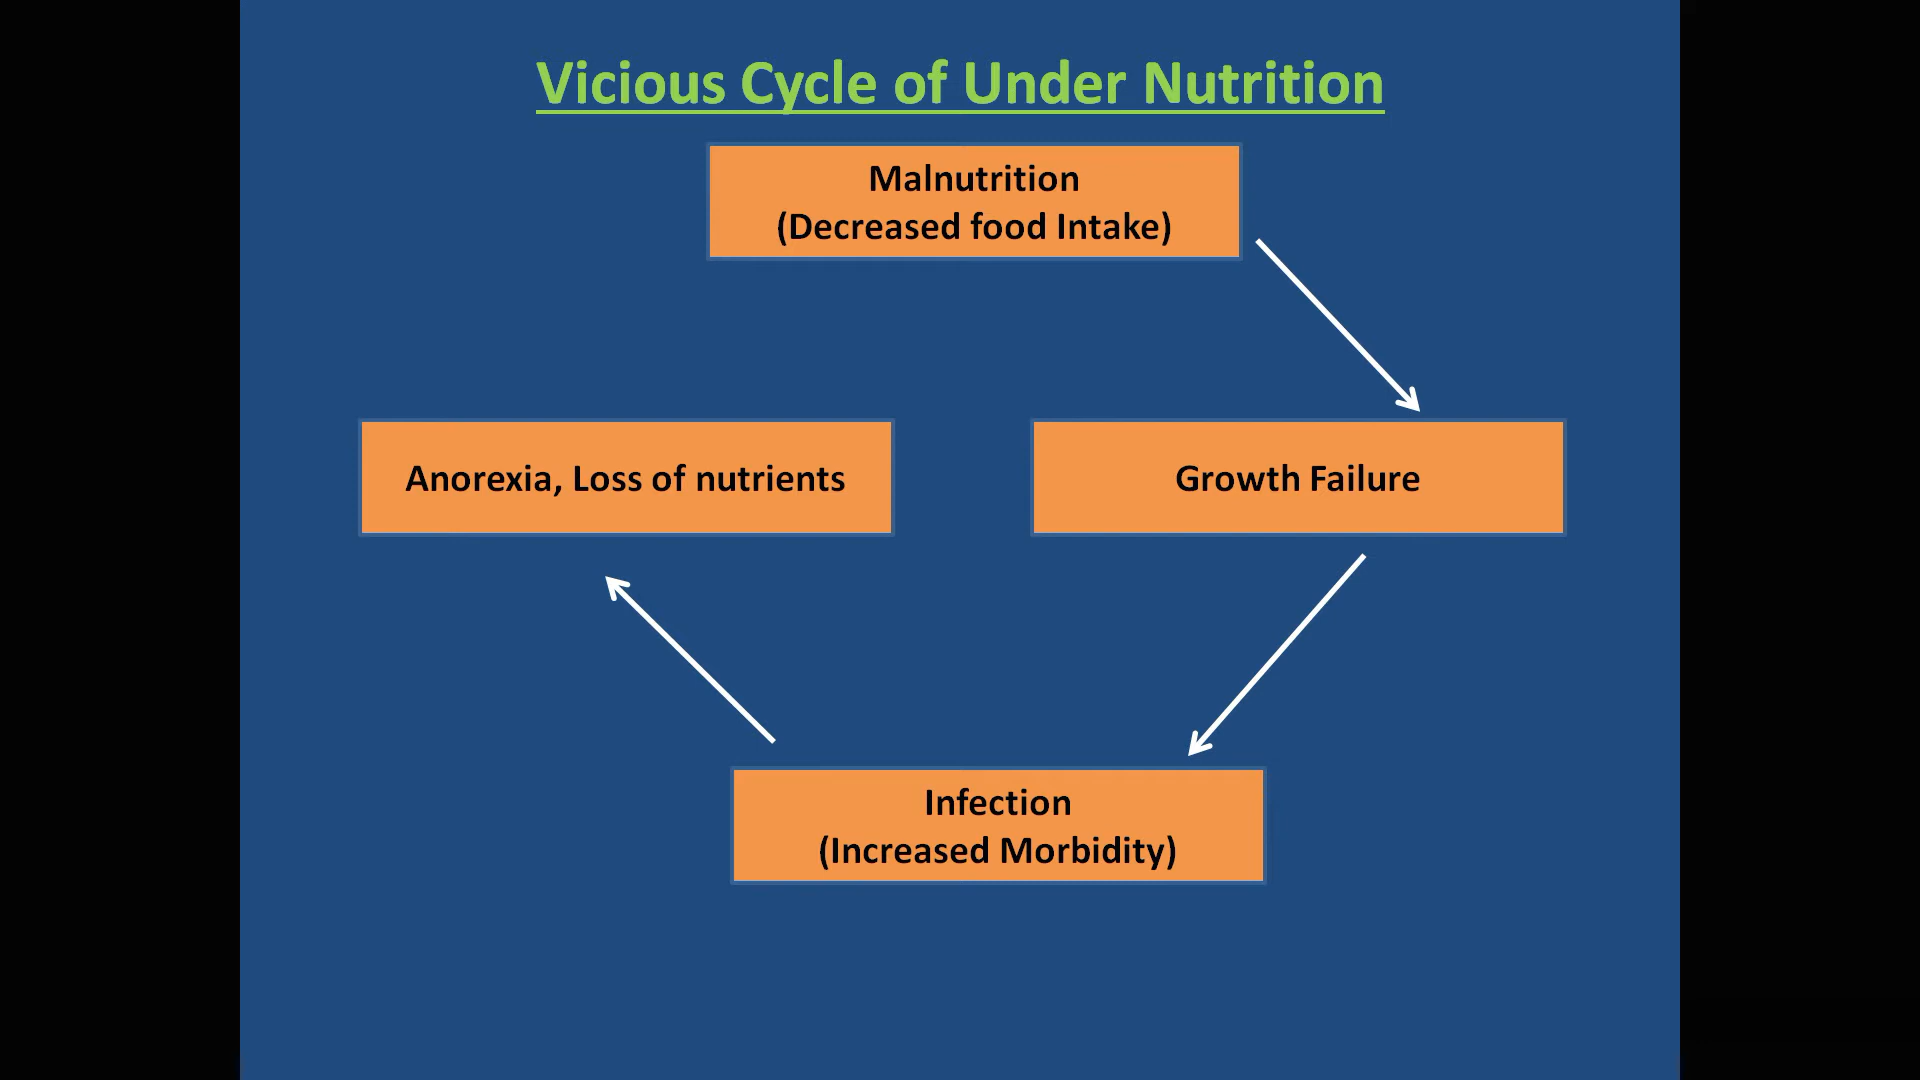 Vicious Cycle of Under Nutrition
Malnutrition
(Decreased food Intake)
Anorexia, Loss of nutrients
Growth Failure
Infection
(Increased Morbidity)